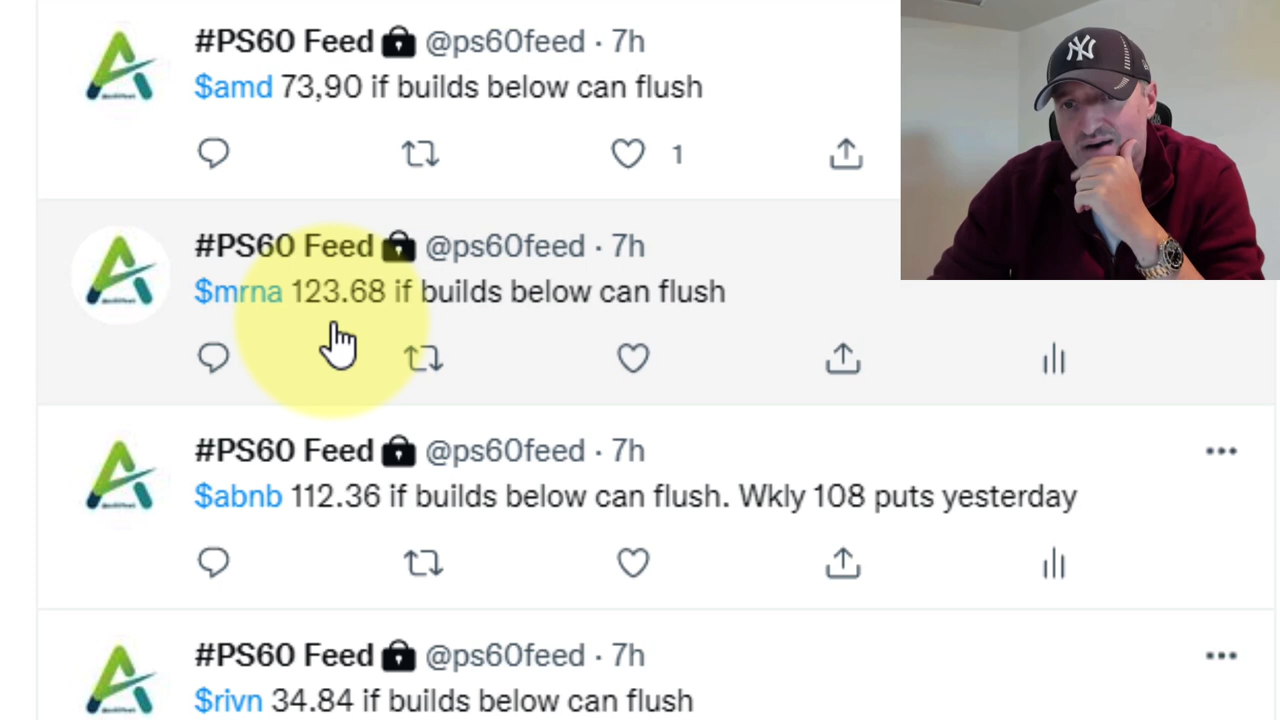 #PS60 Feed @ps60feed · 7h
$amd 73,90 if builds below can flush
1
#PS60 Feed @ps60feed · 7h
$mrna 123.68 if builds below can flush
#PS60 Feed @ps60feed · 7h
$abnb 112.36 if builds below can flush. Wkly 108 puts yesterday
#PS60 Feed @ps60feed · 7h
$rivn 34.84 if builds below can flush
NY